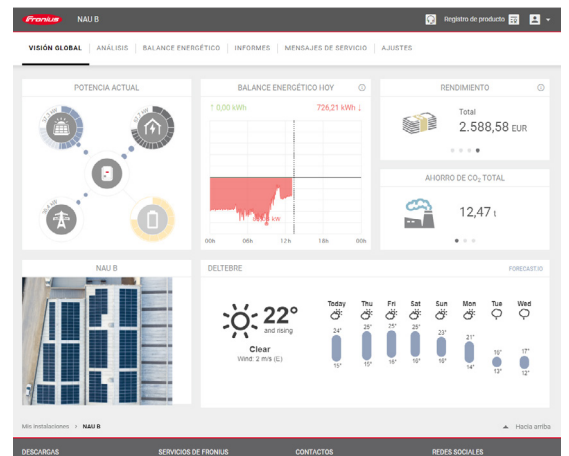 Fronius
NAU B
Registro de producto
VISIÓN GLOBAL
ANÁLISIS
BALANCE ENERGÉTICO
INFORMES
MENSAJES DE SERVICIO
AJUSTES
POTENCIA ACTUAL
BALANCE ENERGÉTICO HOY
↑ 0,00 kWh
726,21 kWh ↓
kW
00h 06h 12h 18h 00h
RENDIMIENTO
Total
2.588,58 EUR
AHORRO DE CO₂ TOTAL
12,47 t
NAU B
DELTEBRE
FORECAST.IO
22°
and rising
Clear
Wind: 2 m/s (E)
Today Thu Fri Sat Sun Mon Tue Wed
24° 25° 25° 25° 23° 21° 16° 17°
15° 15° 16° 16° 16° 14° 13° 12°
Mis instalaciones › NAU B
Hacia arriba
DESCARGAS
SERVICIOS DE FRONIUS
CONTACTOS
REDES SOCIALES